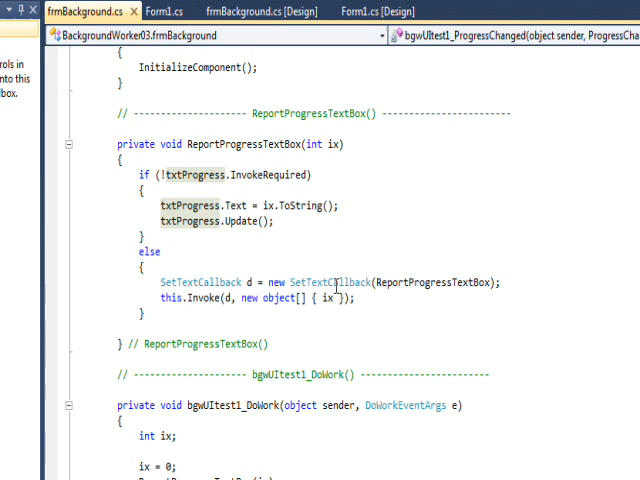 frmBackground.cs X Form1.cs frmBackground.cs [Design] Form1.cs [Design]
BackgroundWorker03.frmBackground bgwUItest1_ProgressChanged(object sender, ProgressCha
rols in
nto this
box.
{
InitializeComponent();
}
// --------------------- ReportProgressTextBox() ------------------------
private void ReportProgressTextBox(int ix)
{
if (!txtProgress.InvokeRequired)
{
txtProgress.Text = ix.ToString();
txtProgress.Update();
}
else
{
SetTextCallback d = new SetTextCallback(ReportProgressTextBox);
this.Invoke(d, new object[] { ix });
}
} // ReportProgressTextBox()
// --------------------- bgwUItest1_DoWork() ------------------------
private void bgwUItest1_DoWork(object sender, DoWorkEventArgs e)
{
int ix;
ix = 0;